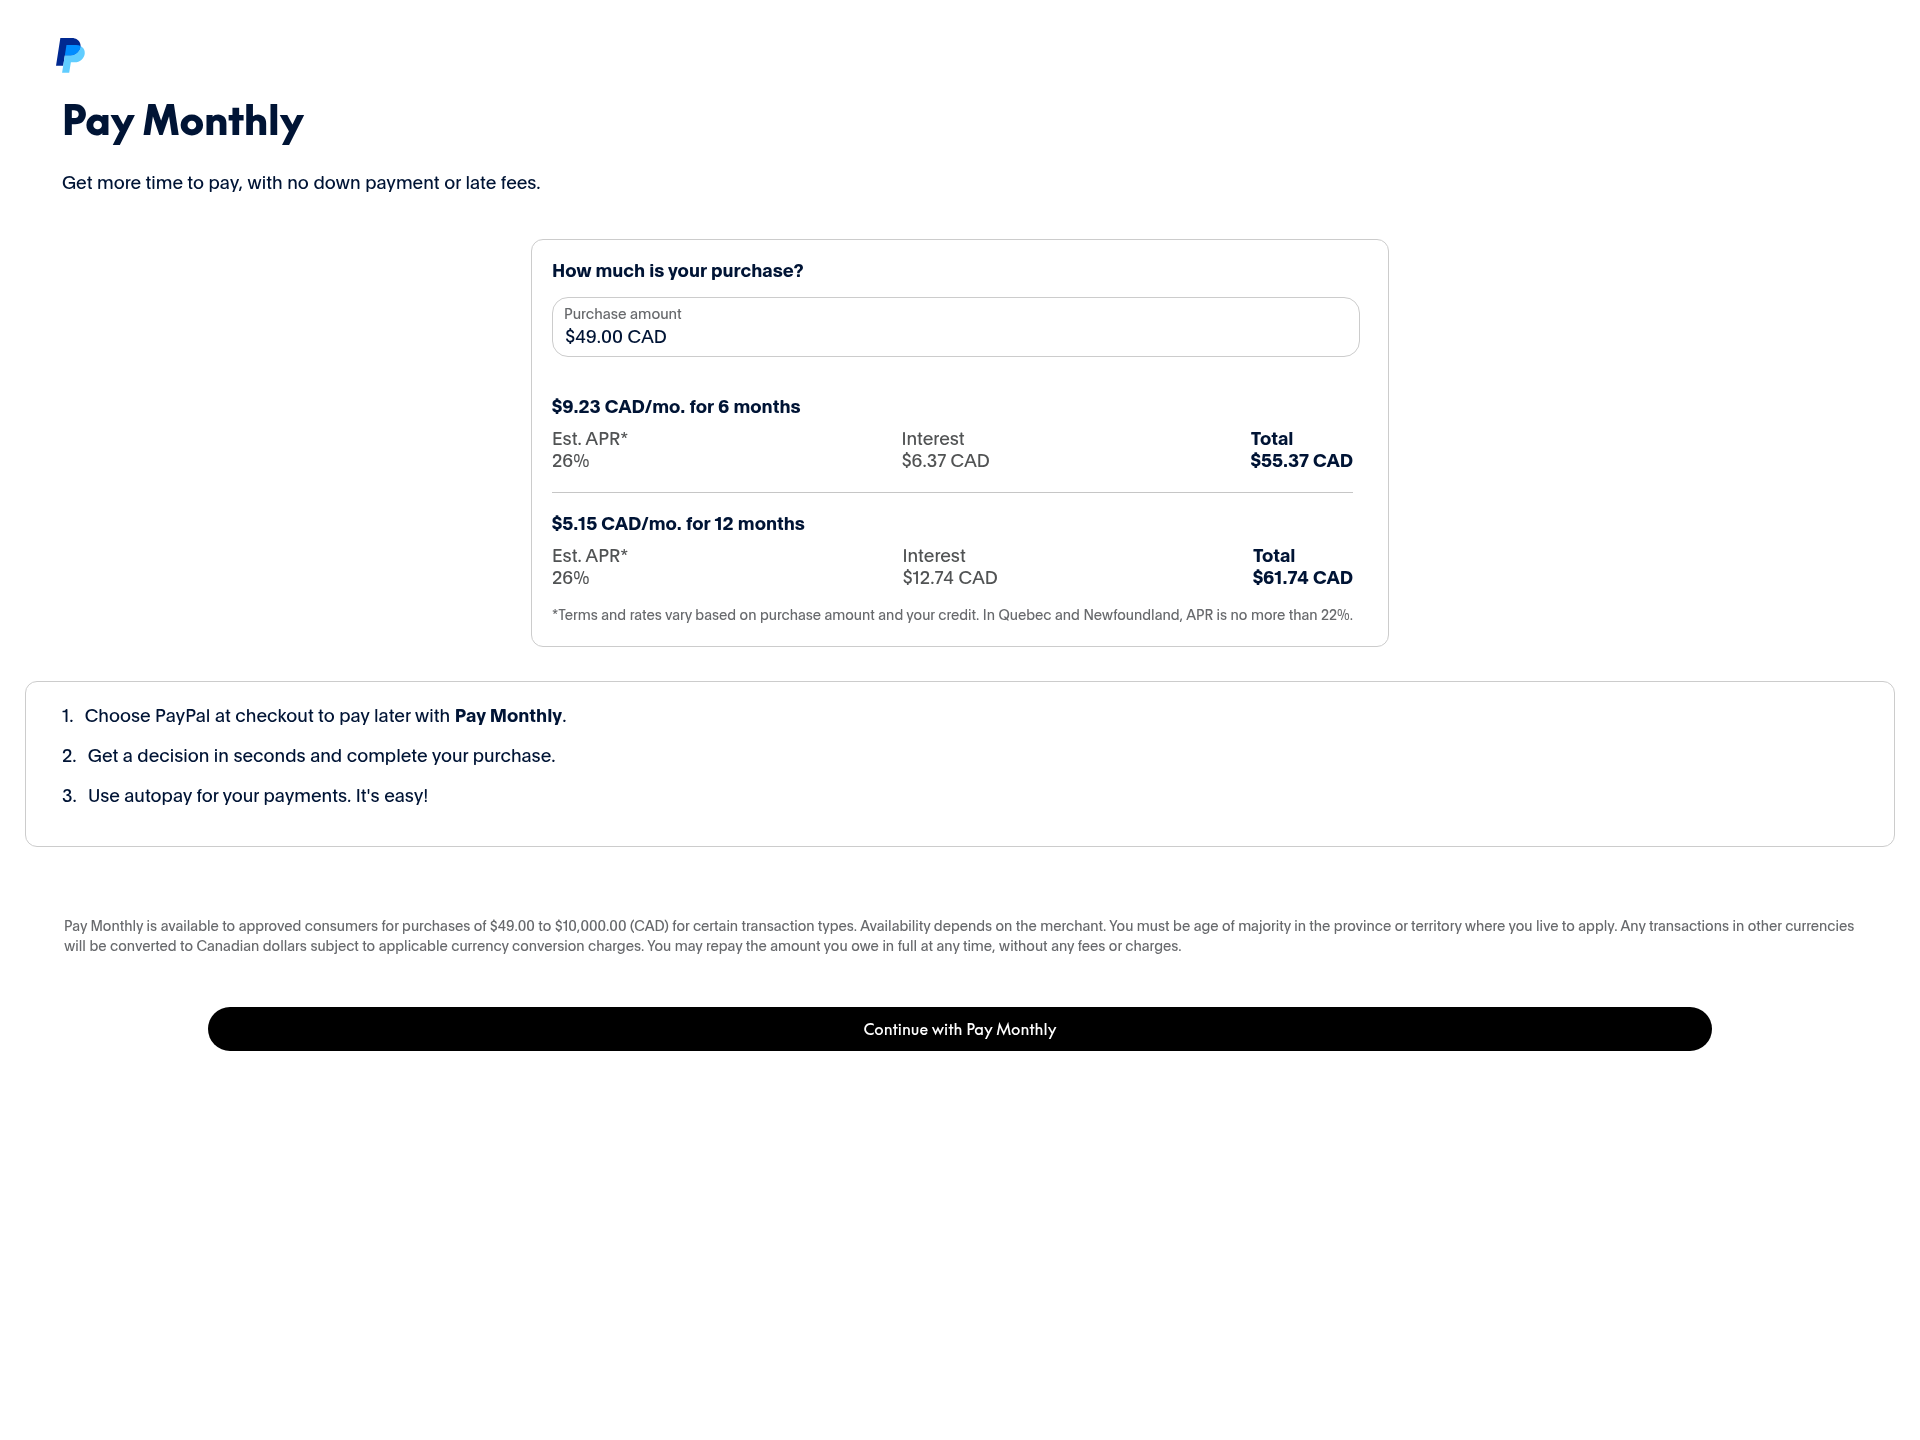 Pay Monthly
Get more time to pay, with no down payment or late fees.
How much is your purchase?
Purchase amount
$49.00 CAD
$9.23 CAD/mo. for 6 months
Est. APR* Interest Total
26% $6.37 CAD $55.37 CAD
$5.15 CAD/mo. for 12 months
Est. APR* Interest Total
26% $12.74 CAD $61.74 CAD
*Terms and rates vary based on purchase amount and your credit. In Quebec and Newfoundland, APR is no more than 22%.
1. Choose PayPal at checkout to pay later with Pay Monthly.
2. Get a decision in seconds and complete your purchase.
3. Use autopay for your payments. It's easy!
Pay Monthly is available to approved consumers for purchases of $49.00 to $10,000.00 (CAD) for certain transaction types. Availability depends on the merchant. You must be age of majority in the province or territory where you live to apply. Any transactions in other currencies
will be converted to Canadian dollars subject to applicable currency conversion charges. You may repay the amount you owe in full at any time, without any fees or charges.
Continue with Pay Monthly